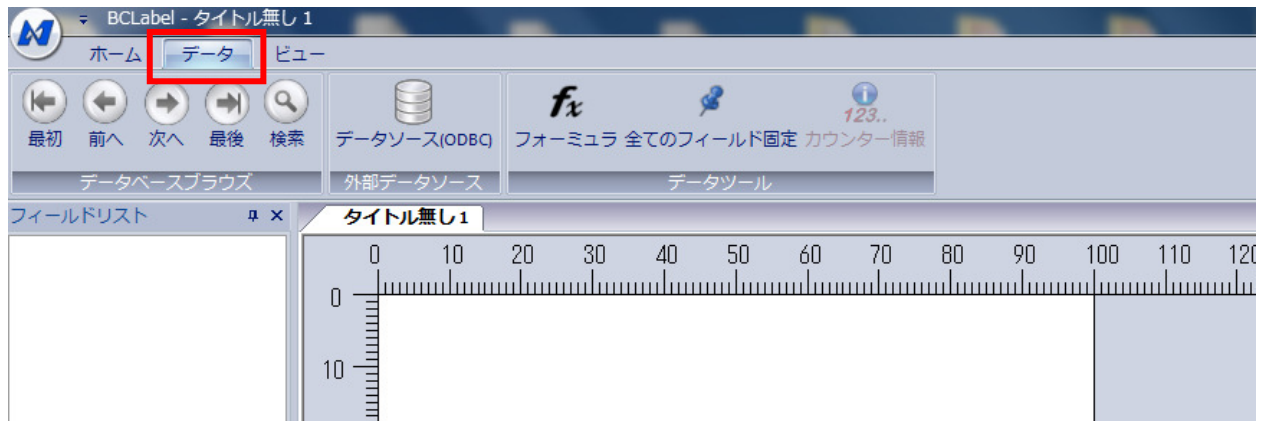 BCLabel - タイトル無し 1
ホーム データ ビュー
最初 前へ 次へ 最後 検索 データソース(ODBC) フォーミュラ 全てのフィールド固定 123.. カウンター情報
データベースブラウズ 外部データソース データツール
フィールドリスト タイトル無し 1
0 10 20 30 40 50 60 70 80 90 100 110 120
0
10